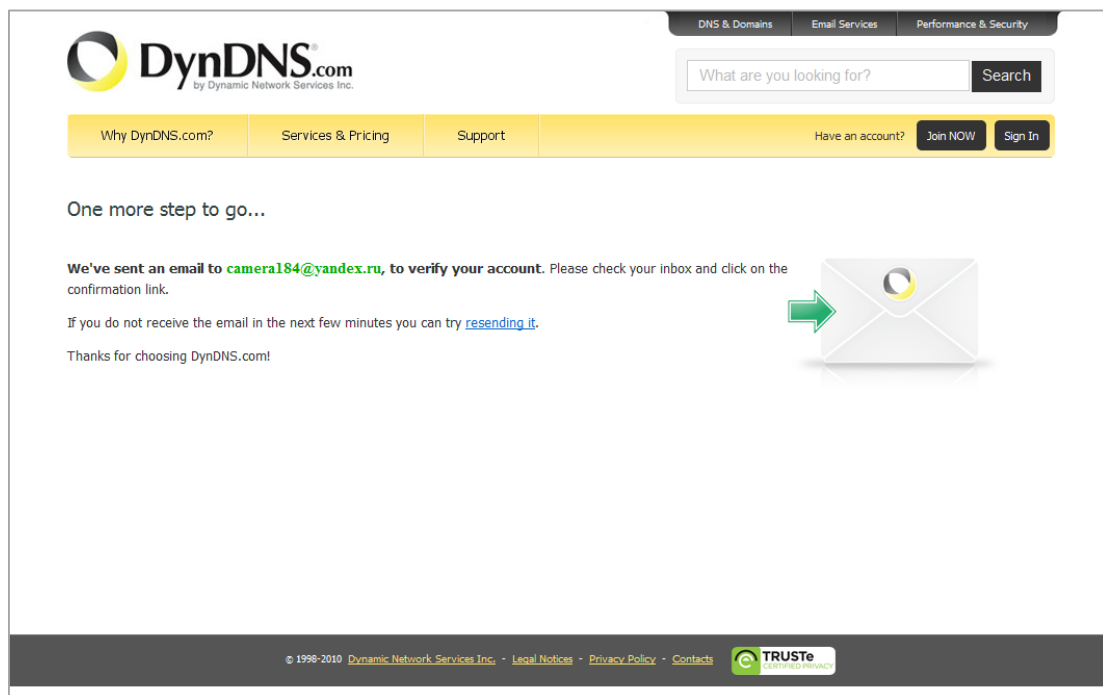 DNS & Domains Email Services Performance & Security
DynDNS.com
by Dynamic Network Services Inc.
What are you looking for? Search
Why DynDNS.com? Services & Pricing Support Have an account? Join NOW Sign In
One more step to go...
We've sent an email to camera184@yandex.ru, to verify your account. Please check your inbox and click on the
confirmation link.
If you do not receive the email in the next few minutes you can try resending it.
Thanks for choosing DynDNS.com!
© 1998-2010 Dynamic Network Services Inc. - Legal Notices - Privacy Policy - Contacts
TRUSTe
CERTIFIED PRIVACY